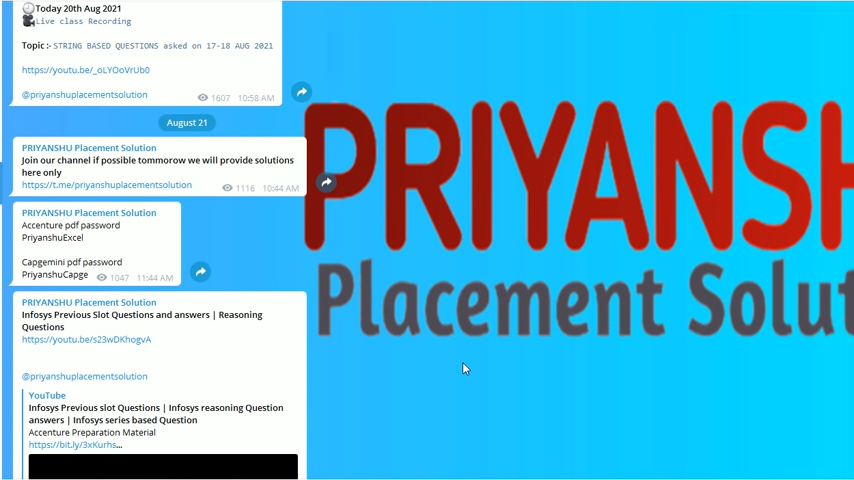 Today 20th Aug 2021
Live class Recording
Topic :- STRING BASED QUESTIONS asked on 17-18 AUG 2021
https://youtu.be/_oLYOoVrUb0
@priyanshuplacementsolution
1607 10:58 AM
August 21
PRIYANSHU Placement Solution
Join our channel if possible tommorow we will provide solutions
here only
https://t.me/priyanshuplacementsolution
1116 10:44 AM
PRIYANSHU Placement Solution
Accenture pdf password
PriyanshuExcel
Capgemini pdf password
PriyanshuCapge
1047 11:44 AM
PRIYANSHU Placement Solution
Infosys Previous Slot Questions and answers | Reasoning
Questions
https://youtu.be/s23wDKhogvA
@priyanshuplacementsolution
YouTube
Infosys Previous slot Questions | Infosys reasoning Question
answers | Infosys series based Question
Accenture Preparation Material
https://bit.ly/3xKurhs...
PRIYANSH
Placement Solut